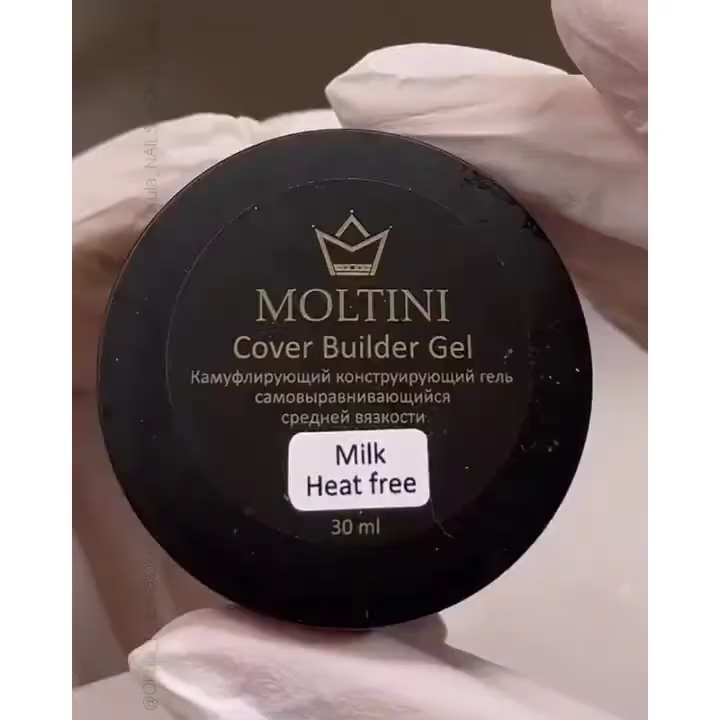 MOLTINI
Cover Builder Gel
Камуфлирующий конструирующий гель
самовыравнивающийся
средней вязкости
Milk
Heat free
30 ml